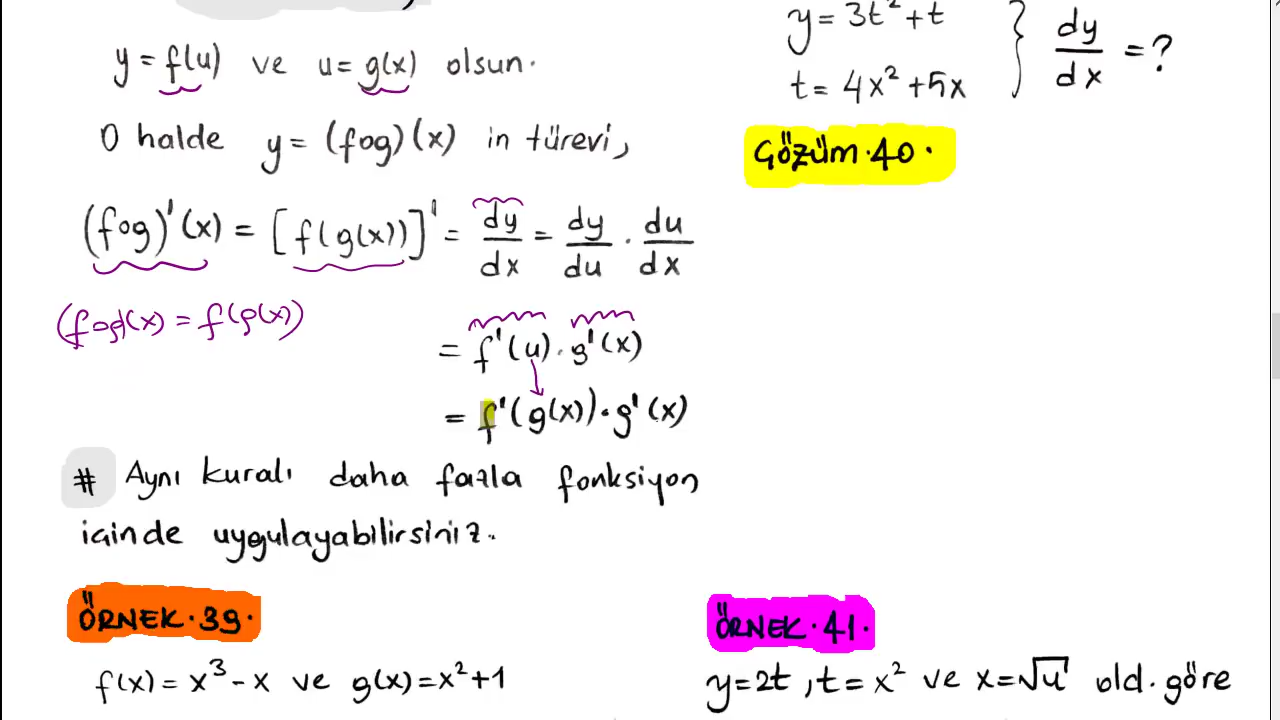 y = f(u) ve u = g(x) olsun.
O halde y = (fog)(x) in türevi,
(fog)'(x) = [f(g(x))]' = dy/dx = dy/du . du/dx
(fog)(x) = f(g(x))
= f'(u) . g'(x)
= f'(g(x)) . g'(x)
# Aynı kuralı daha fazla fonksiyon
içinde uygulayabilirsiniz.
ÖRNEK.39.
f(x) = x³ - x ve g(x) = x² + 1
y = 3t² + t
t = 4x² + 5x } dy/dx = ?
ÇÖZÜM.40.
ÖRNEK.41.
y = 2t, t = x² ve x = √u old. göre